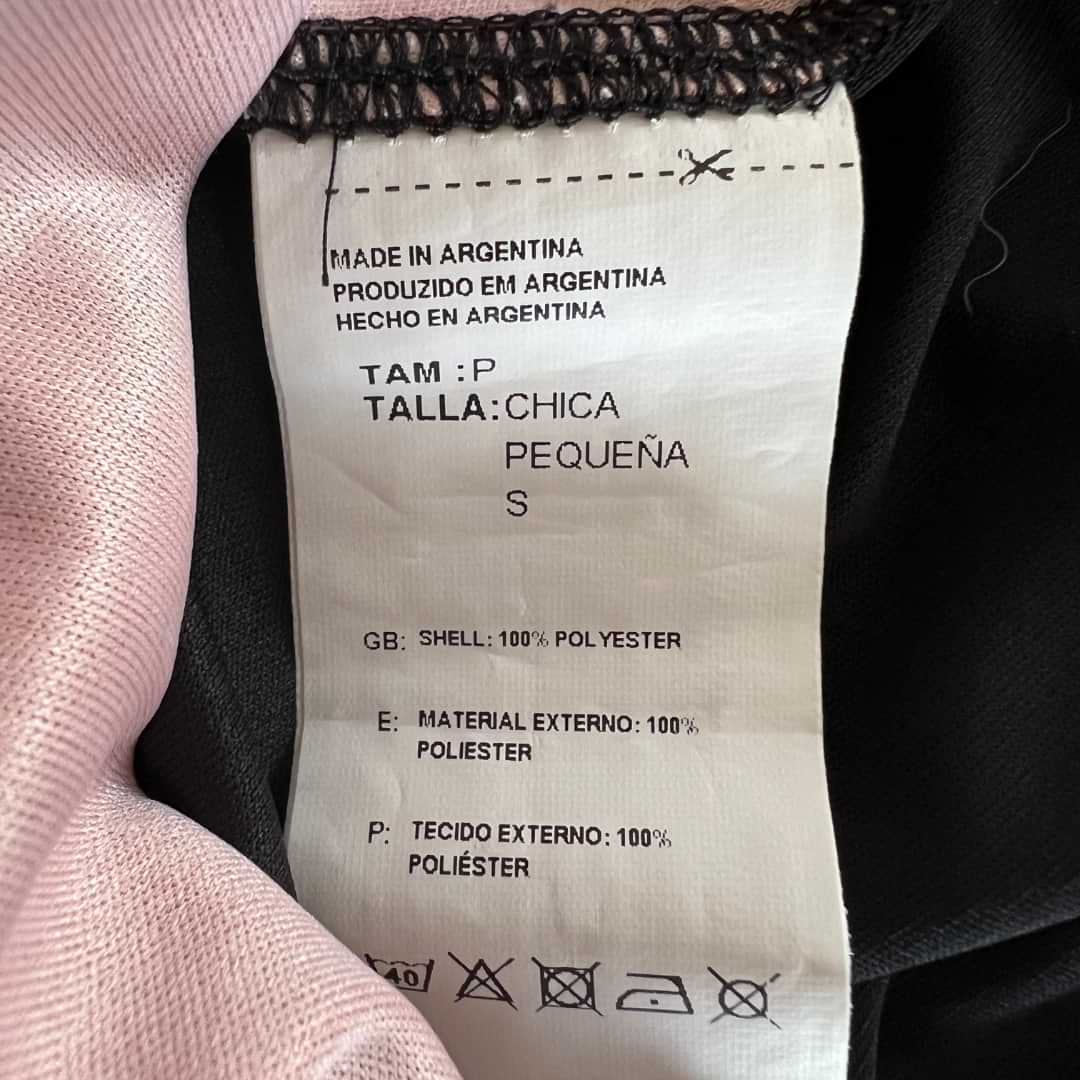 MADE IN ARGENTINA
PRODUZIDO EM ARGENTINA
HECHO EN ARGENTINA
TAM :P
TALLA:CHICA
PEQUEÑA
S
GB: SHELL: 100% POLYESTER
E: MATERIAL EXTERNO: 100%
POLIESTER
P: TECIDO EXTERNO: 100%
POLIÉSTER
40